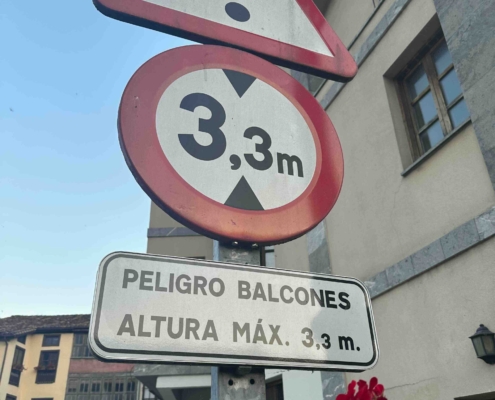 3,3m
PELIGRO BALCONES
ALTURA MÁX. 3,3 m.